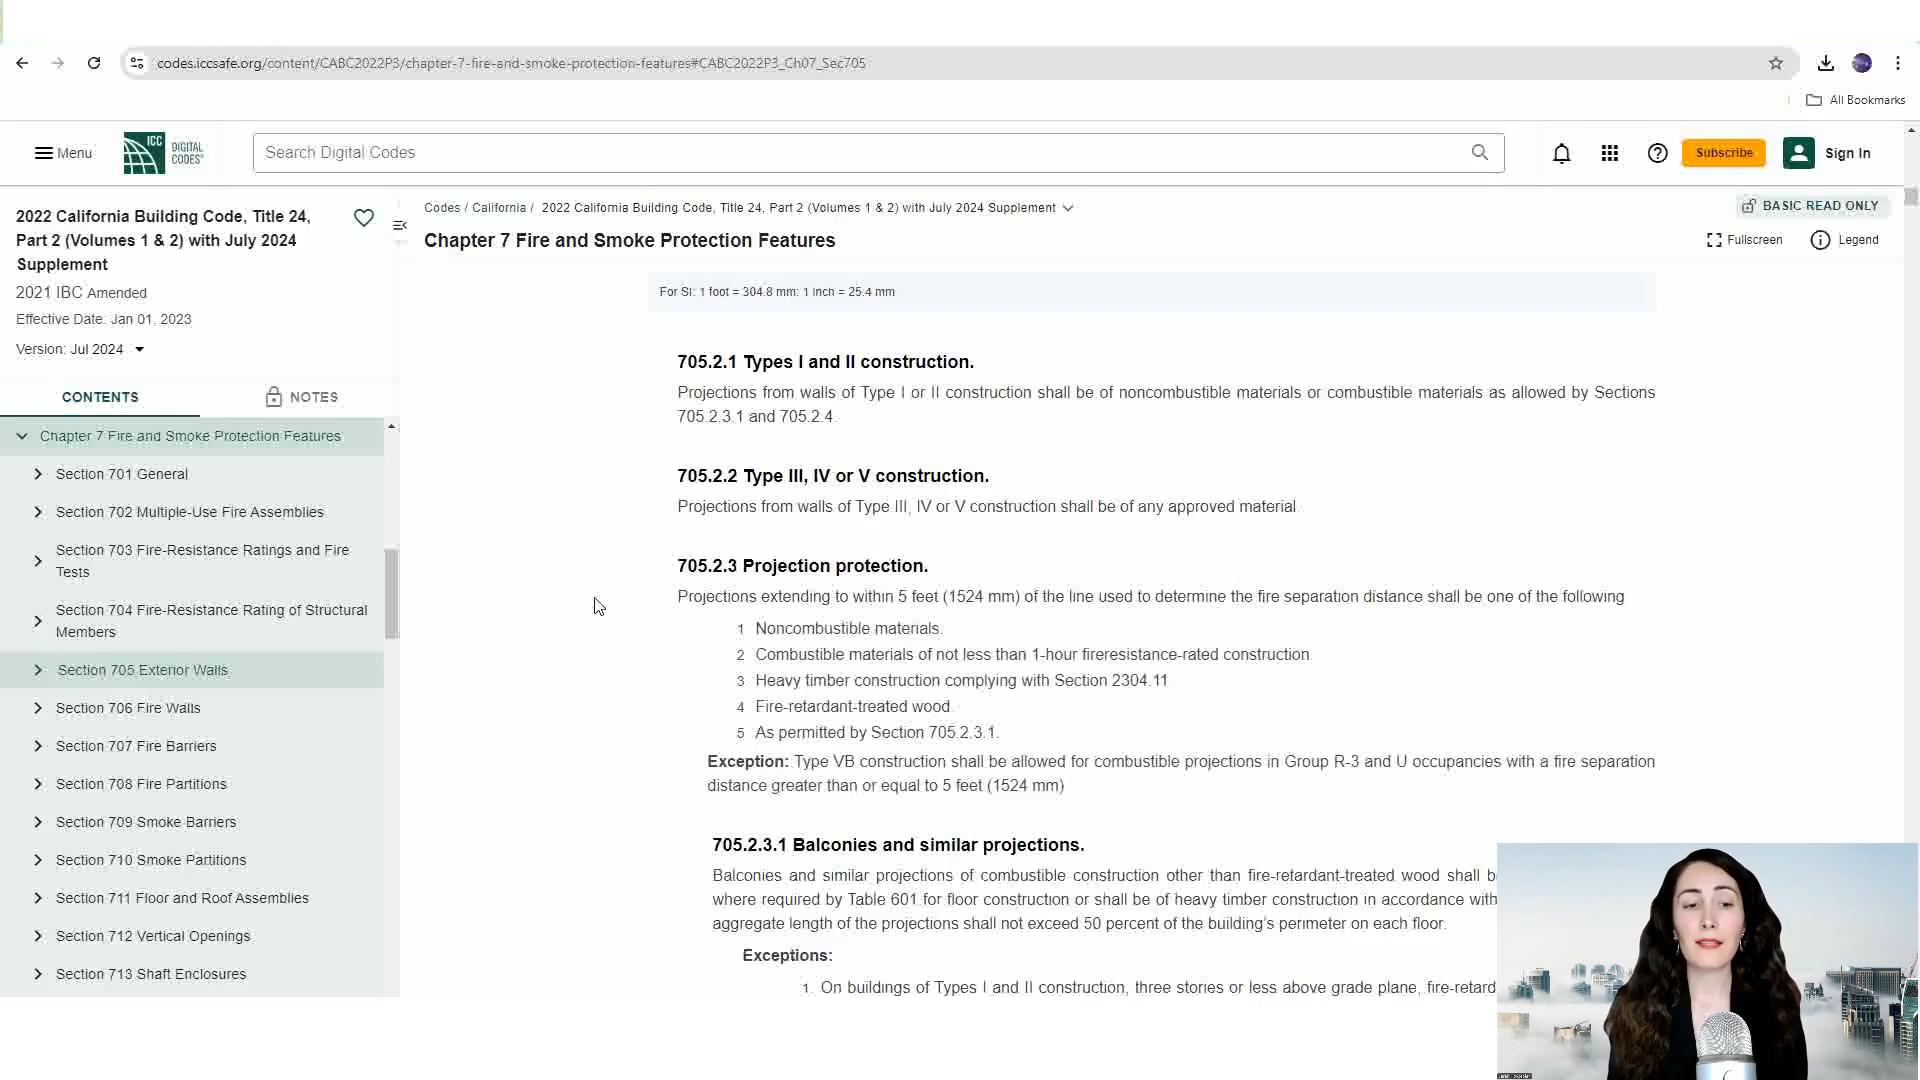 codes.iccsafe.org/content/CABC2022P3/chapter-7-fire-and-smoke-protection-features#CABC2022P3_Ch07_Sec705
All Bookmarks
Menu
ICC
DIGITAL
CODES
Search Digital Codes
Subscribe
Sign In
2022 California Building Code, Title 24,
Part 2 (Volumes 1 & 2) with July 2024
Supplement
2021 IBC Amended
Effective Date: Jan 01, 2023
Version: Jul 2024
CONTENTS
NOTES
Chapter 7 Fire and Smoke Protection Features
Section 701 General
Section 702 Multiple-Use Fire Assemblies
Section 703 Fire-Resistance Ratings and Fire
Tests
Section 704 Fire-Resistance Rating of Structural
Members
Section 705 Exterior Walls
Section 706 Fire Walls
Section 707 Fire Barriers
Section 708 Fire Partitions
Section 709 Smoke Barriers
Section 710 Smoke Partitions
Section 711 Floor and Roof Assemblies
Section 712 Vertical Openings
Section 713 Shaft Enclosures
Codes / California / 2022 California Building Code, Title 24, Part 2 (Volumes 1 & 2) with July 2024 Supplement
BASIC READ ONLY
Chapter 7 Fire and Smoke Protection Features
Fullscreen
Legend
For SI: 1 foot = 304.8 mm: 1 inch = 25.4 mm
705.2.1 Types I and II construction.
Projections from walls of Type I or II construction shall be of noncombustible materials or combustible materials as allowed by Sections
705.2.3.1 and 705.2.4.
705.2.2 Type III, IV or V construction.
Projections from walls of Type III, IV or V construction shall be of any approved material.
705.2.3 Projection protection.
Projections extending to within 5 feet (1524 mm) of the line used to determine the fire separation distance shall be one of the following
1 Noncombustible materials.
2 Combustible materials of not less than 1-hour fireresistance-rated construction.
3 Heavy timber construction complying with Section 2304.11
4 Fire-retardant-treated wood.
5 As permitted by Section 705.2.3.1.
Exception: Type VB construction shall be allowed for combustible projections in Group R-3 and U occupancies with a fire separation
distance greater than or equal to 5 feet (1524 mm)
705.2.3.1 Balconies and similar projections.
Balconies and similar projections of combustible construction other than fire-retardant-treated wood shall b
where required by Table 601 for floor construction or shall be of heavy timber construction in accordance with
aggregate length of the projections shall not exceed 50 percent of the building's perimeter on each floor.
Exceptions:
1. On buildings of Types I and II construction, three stories or less above grade plane, fire-retard